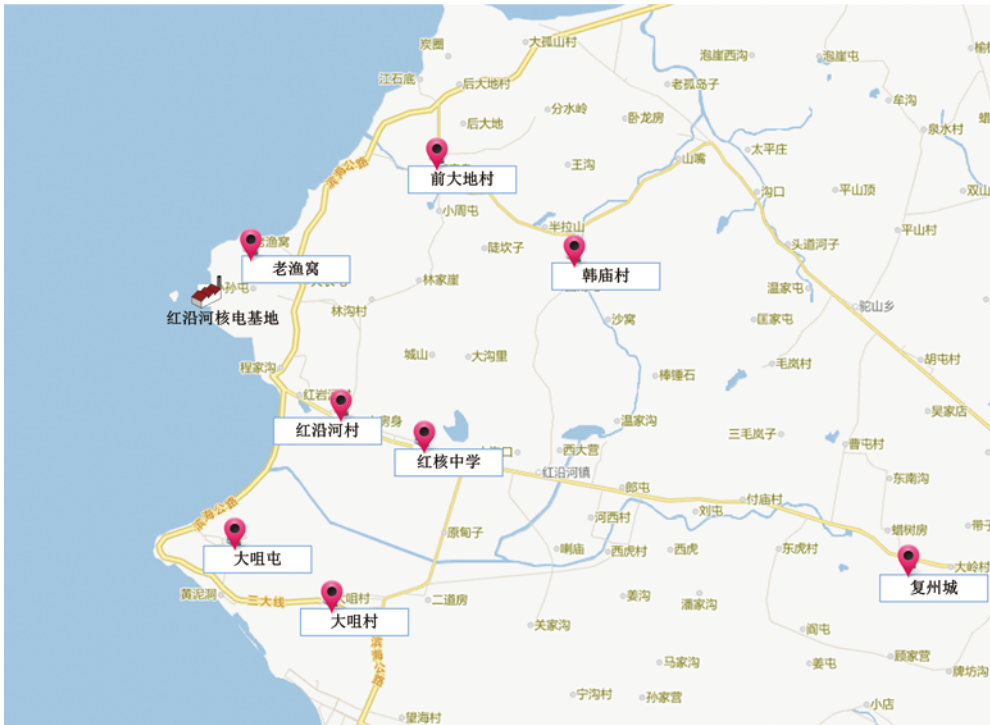 大孤山村
炭圈
泡崖西沟
泡崖屯
江石底
后大地村
老孤岛子
牟沟
分水岭
卧龙房
后大地
泉水村
滨海公路
太平庄
王沟
山嘴
前大地村
沟口
平山顶
双山
小周屯
半拉山
平山村
陡坎子
头道河子
老渔窝
韩庙村
林家崖
温家屯
红沿河核电基地
林沟村
驼山乡
沙窝
匡家屯
城山
大沟里
胡屯村
程家沟
毛岚村
棒锤石
红沿河村
吴家店
温家沟
三毛岚子
曹屯村
红核中学
西大营
红沿河镇
东南沟
郎屯
付庙村
滨海公路
刘屯
河西村
原甸子
蜡树房
大咀屯
喇庙
西虎村
西虎
东虎村
大岭村
复州城
黄泥洞
三大线
二道房
姜沟
潘家沟
大咀村
关家沟
阎屯
滨海公路
马家沟
姜屯
顾家营
牌坊沟
宁沟村
孙家营
小店
望海村